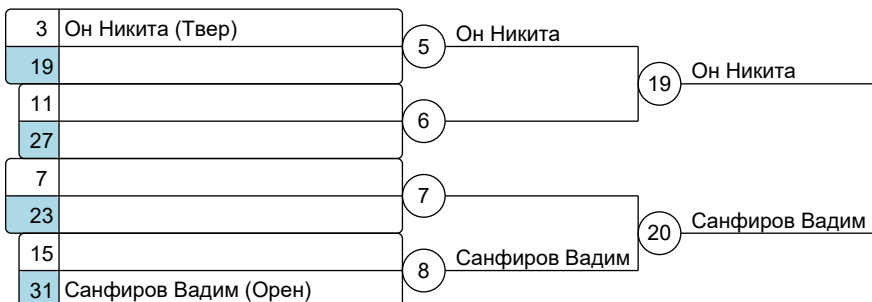 3 Он Никита (Твер)
5 Он Никита
19
19 Он Никита
11
6
27
7
7
23
20 Санфиров Вадим
15
8 Санфиров Вадим
31 Санфиров Вадим (Орен)